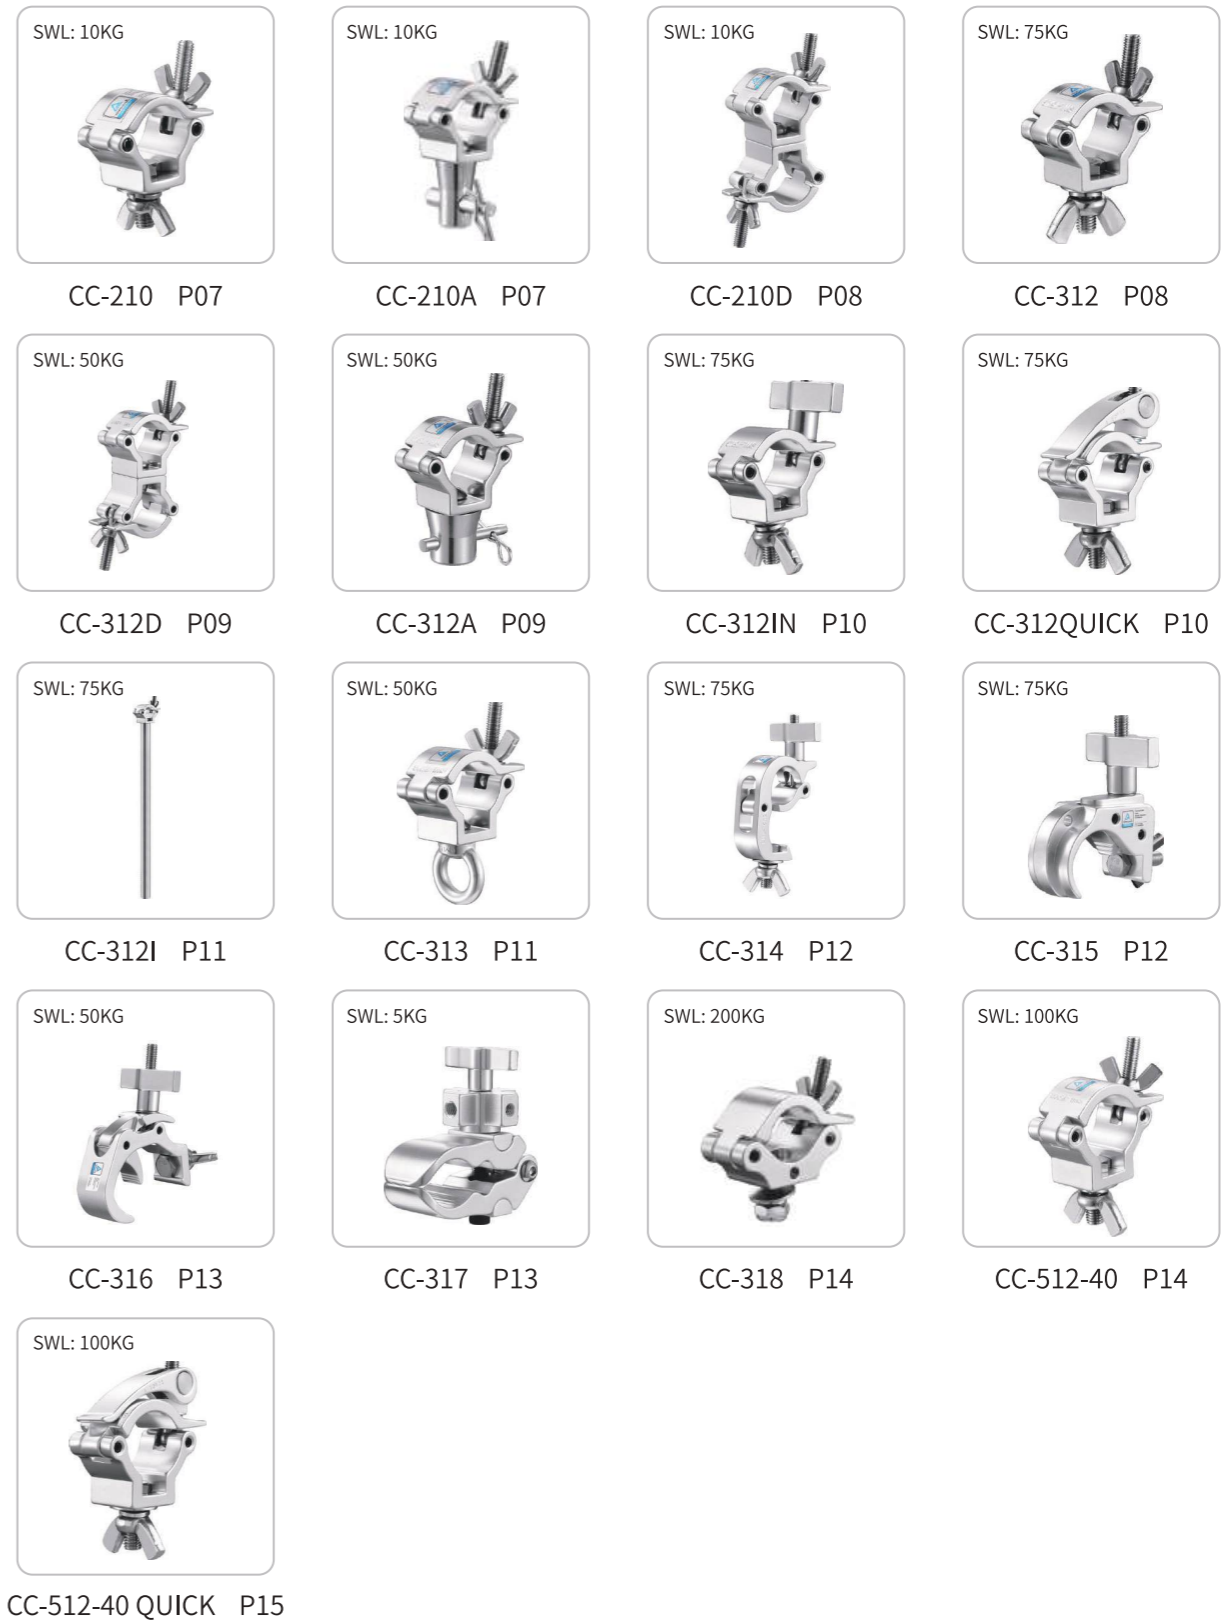 SWL: 10KG
SWL: 10KG
SWL: 10KG
SWL: 75KG
CC-210 P07
CC-210A P07
CC-210D P08
CC-312 P08
SWL: 50KG
SWL: 50KG
SWL: 75KG
SWL: 75KG
CC-312D P09
CC-312A P09
CC-312IN P10
CC-312QUICK P10
SWL: 75KG
SWL: 50KG
SWL: 75KG
SWL: 75KG
CC-312I P11
CC-313 P11
CC-314 P12
CC-315 P12
SWL: 50KG
SWL: 5KG
SWL: 200KG
SWL: 100KG
CC-316 P13
CC-317 P13
CC-318 P14
CC-512-40 P14
SWL: 100KG
CC-512-40 QUICK P15